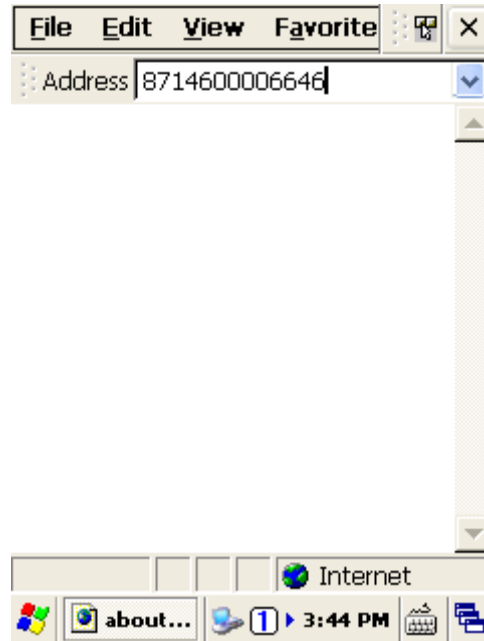 File Edit View Favorite
Address 8714600006646
Internet
about... 1 3:44 PM